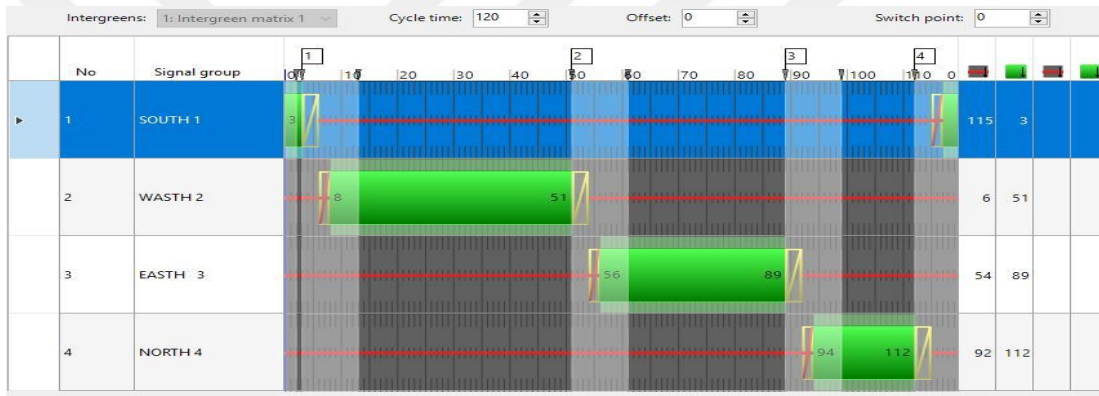 Intergreens: 1: Intergreen matrix 1 Cycle time: 120 Offset: 0 Switch point: 0
1 2 3 4
No Signal group 0 10 20 30 40 50 60 70 80 90 100 110 0
1 SOUTH 1 3 115 3
2 WASTH 2 8 51 6 51
3 EASTH 3 56 89 54 89
4 NORTH 4 94 112 92 112